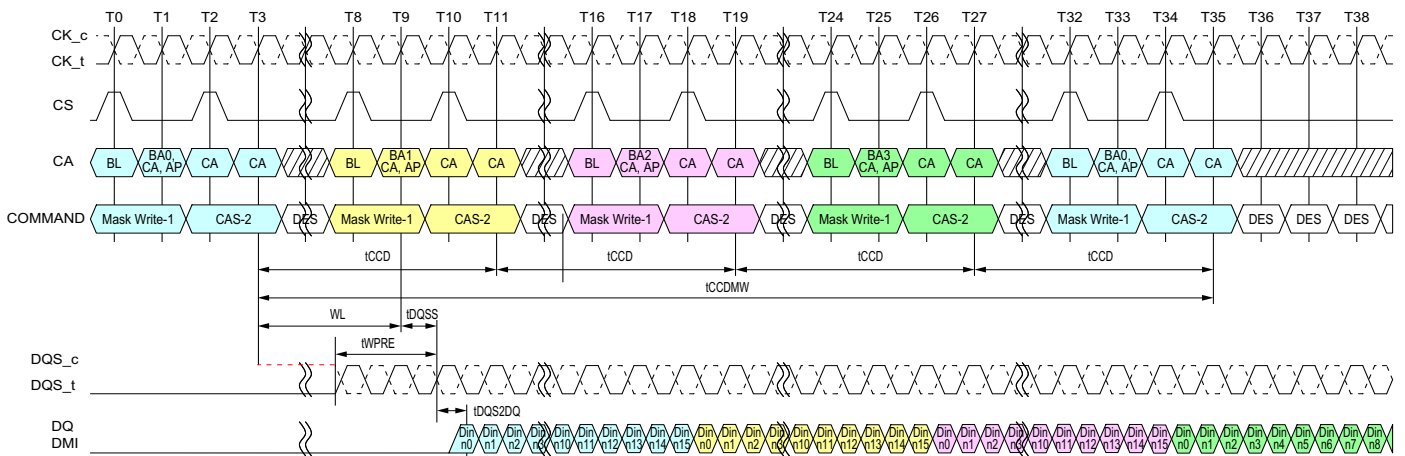 T0 T1 T2 T3 T8 T9 T10 T11 T16 T17 T18 T19 T24 T25 T26 T27 T32 T33 T34 T35 T36 T37 T38
CK_c
CK_t
CS
CA BL BA0, CA, AP CA CA BL BA1 CA, AP CA CA BL BA2 CA, AP CA CA BL BA3 CA, AP CA CA BL BA0, CA, AP CA CA
COMMAND Mask Write-1 CAS-2 DES Mask Write-1 CAS-2 DES Mask Write-1 CAS-2 DES Mask Write-1 CAS-2 DES Mask Write-1 CAS-2 DES DES DES
tCCD tCCD tCCD tCCD
tCCDMW
WL tDQSS
tWPRE
DQS_c
DQS_t
tDQS2DQ
DQ
DMI
Din Din Din Din Din Din Din Din Din Din Din Din Din Din Din Din Din Din Din Din Din Din Din Din Din Din Din Din Din Din Din Din Din Din Din Din Din Din Din
n0 n1 n2 n10 n11 n12 n13 n14 n15 n0 n1 n2 n10 n11 n12 n13 n14 n15 n0 n1 n2 n10 n11 n12 n13 n14 n15 n0 n1 n2 n3 n4 n5 n6 n7 n8